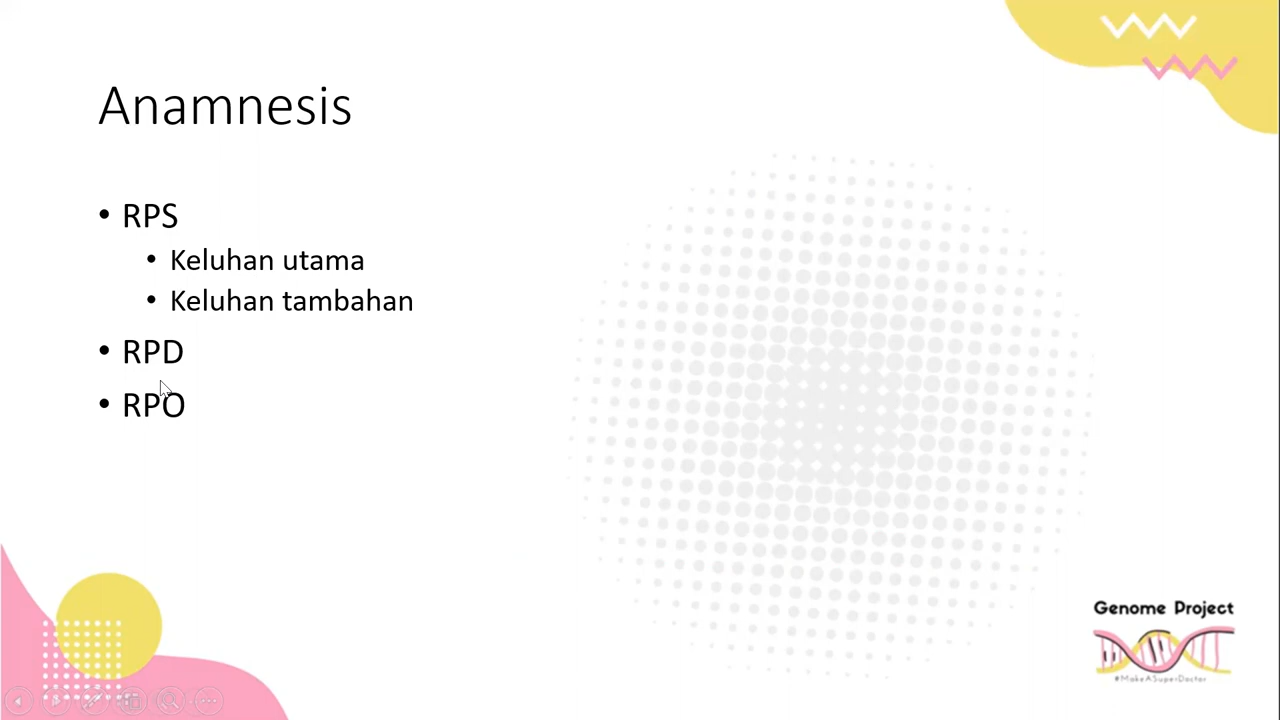 Anamnesis
• RPS
• Keluhan utama
• Keluhan tambahan
• RPD
• RPO
Genome Project
#MakeASuperDoctor